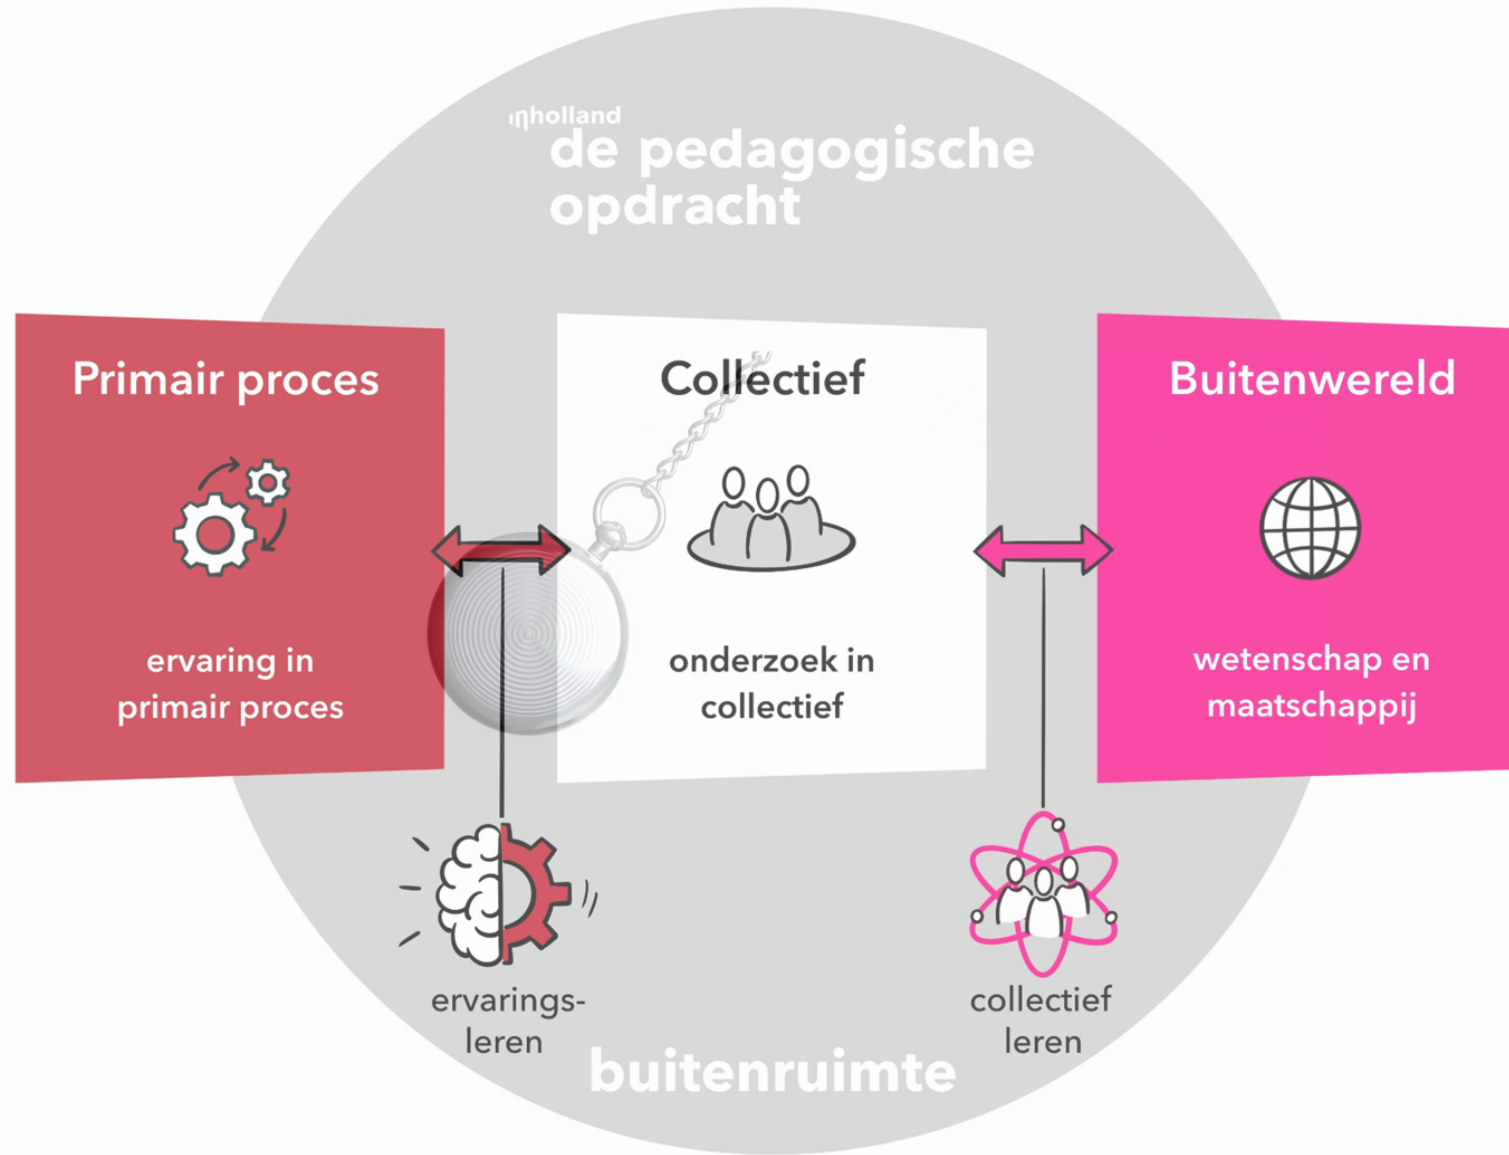 inholland
de pedagogische
opdracht
Primair proces
ervaring in
primair proces
Collectief
onderzoek in
collectief
Buitenwereld
wetenschap en
maatschappij
ervarings-
leren
collectief
leren
buitenruimte